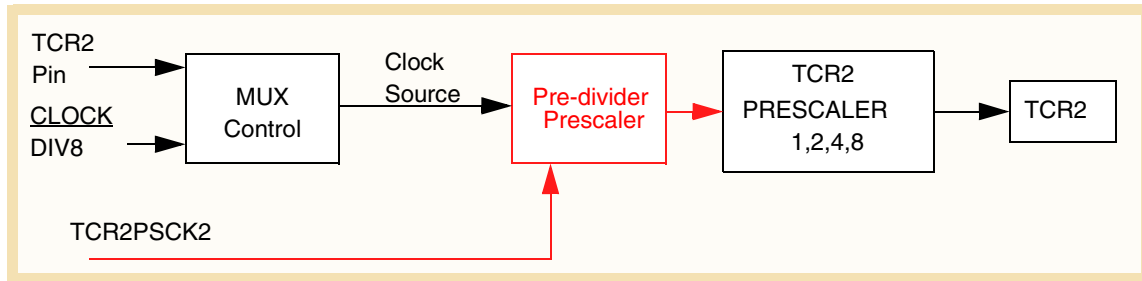 TCR2
Pin
CLOCK
DIV8
MUX
Control
Clock
Source
Pre-divider
Prescaler
TCR2
PRESCALER
1,2,4,8
TCR2
TCR2PSCK2